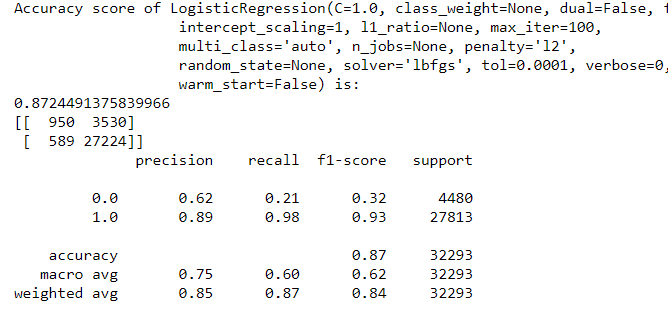 Accuracy score of LogisticRegression(C=1.0, class_weight=None, dual=False,
intercept_scaling=1, l1_ratio=None, max_iter=100,
multi_class='auto', n_jobs=None, penalty='l2',
random_state=None, solver='lbfgs', tol=0.0001, verbose=0,
warm_start=False) is:
0.8724491375839966
[[  950  3530]
 [  589 27224]]
precision    recall  f1-score   support
0.0       0.62      0.21      0.32      4480
1.0       0.89      0.98      0.93     27813
accuracy                           0.87     32293
macro avg       0.75      0.60      0.62     32293
weighted avg       0.85      0.87      0.84     32293